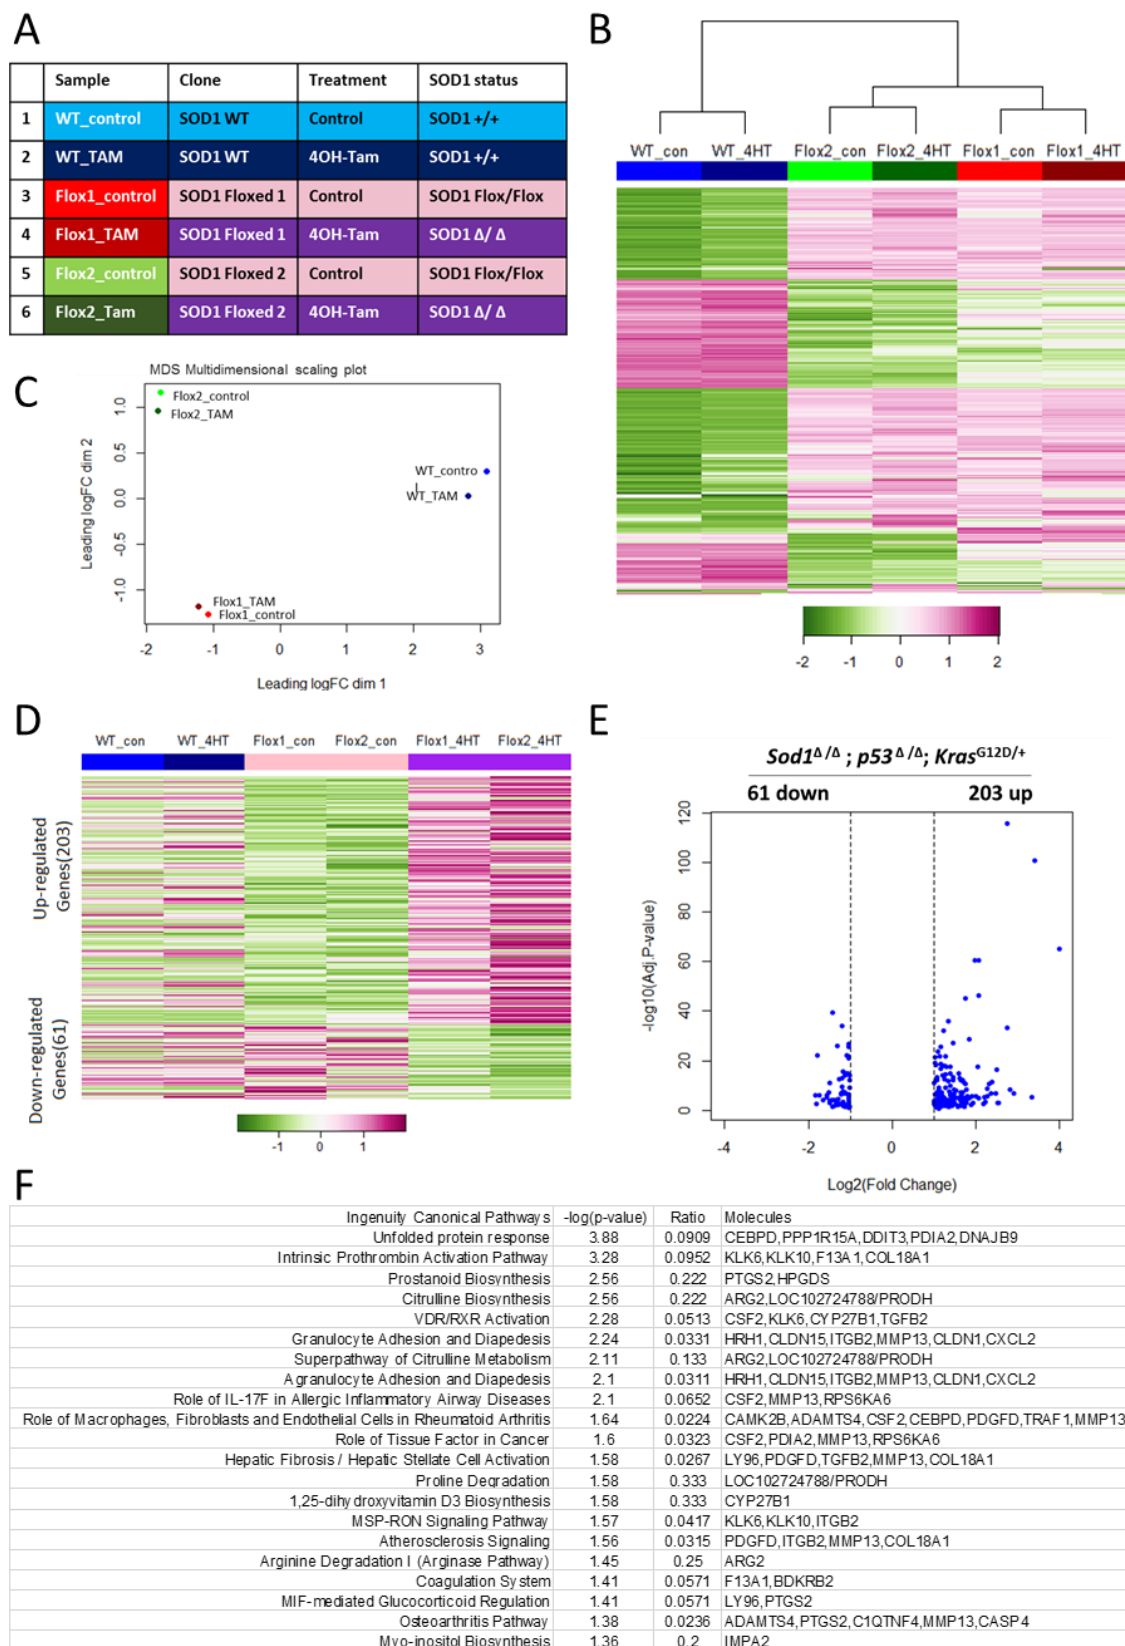 A
Sample Clone Treatment SOD1 status
1 WT_control SOD1 WT Control SOD1 +/+
2 WT_TAM SOD1 WT 4OH-Tam SOD1 +/+
3 Flox1_control SOD1 Floxed 1 Control SOD1 Flox/Flox
4 Flox1_TAM SOD1 Floxed 1 4OH-Tam SOD1 Δ/ Δ
5 Flox2_control SOD1 Floxed 2 Control SOD1 Flox/Flox
6 Flox2_Tam SOD1 Floxed 2 4OH-Tam SOD1 Δ/ Δ
B
WT_con WT_4HT Flox2_con Flox2_4HT Flox1_con Flox1_4HT
-2 -1 0 1 2
C
MDS Multidimensional scaling plot
Leading logFC dim 2
1.0
0.5
0.0
-0.5
-1.0
Flox2_control
Flox2_TAM
WT_contro
l
WT_TAM
Flox1_TAM
Flox1_control
-2 -1 0 1 2 3
Leading logFC dim 1
D
WT_con WT_4HT Flox1_con Flox2_con Flox1_4HT Flox2_4HT
Up-regulated
Genes(203)
Down-regulated
Genes(61)
-1 0 1
E
Sod1Δ/Δ ; p53Δ/Δ; KrasG12D/+
61 down 203 up
-log10(Adj.P-value)
120
100
80
60
40
20
0
-4 -2 0 2 4
Log2(Fold Change)
F
Ingenuity Canonical Pathways -log(p-value) Ratio Molecules
Unfolded protein response 3.88 0.0909 CEBPD,PPP1R15A,DDIT3,PDIA2,DNAJB9
Intrinsic Prothrombin Activation Pathway 3.28 0.0952 KLK6,KLK10,F13A1,COL18A1
Prostanoid Biosynthesis 2.56 0.222 PTGS2,HPGDS
Citrulline Biosynthesis 2.56 0.222 ARG2,LOC102724788/PRODH
VDR/RXR Activation 2.28 0.0513 CSF2,KLK6,CYP27B1,TGFB2
Granulocyte Adhesion and Diapedesis 2.24 0.0331 HRH1,CLDN15,ITGB2,MMP13,CLDN1,CXCL2
Superpathway of Citrulline Metabolism 2.11 0.133 ARG2,LOC102724788/PRODH
Agranulocyte Adhesion and Diapedesis 2.1 0.0311 HRH1,CLDN15,ITGB2,MMP13,CLDN1,CXCL2
Role of IL-17F in Allergic Inflammatory Airway Diseases 2.1 0.0652 CSF2,MMP13,RPS6KA6
Role of Macrophages, Fibroblasts and Endothelial Cells in Rheumatoid Arthritis 1.64 0.0224 CAMK2B,ADAMTS4,CSF2,CEBPD,PDGFD,TRAF1,MMP13
Role of Tissue Factor in Cancer 1.6 0.0323 CSF2,PDIA2,MMP13,RPS6KA6
Hepatic Fibrosis / Hepatic Stellate Cell Activation 1.58 0.0267 LY96,PDGFD,TGFB2,MMP13,COL18A1
Proline Degradation 1.58 0.333 LOC102724788/PRODH
1,25-dihydroxyvitamin D3 Biosynthesis 1.58 0.333 CYP27B1
MSP-RON Signaling Pathway 1.57 0.0417 KLK6,KLK10,ITGB2
Atherosclerosis Signaling 1.56 0.0315 PDGFD,ITGB2,MMP13,COL18A1
Arginine Degradation I (Arginase Pathway) 1.45 0.25 ARG2
Coagulation System 1.41 0.0571 F13A1,BDKRB2
MIF-mediated Glucocorticoid Regulation 1.41 0.0571 LY96,PTGS2
Osteoarthritis Pathway 1.38 0.0236 ADAMTS4,PTGS2,C1QTNF4,MMP13,CASP4
Myo-inositol Biosynthesis 1.36 0.2 IMPA2